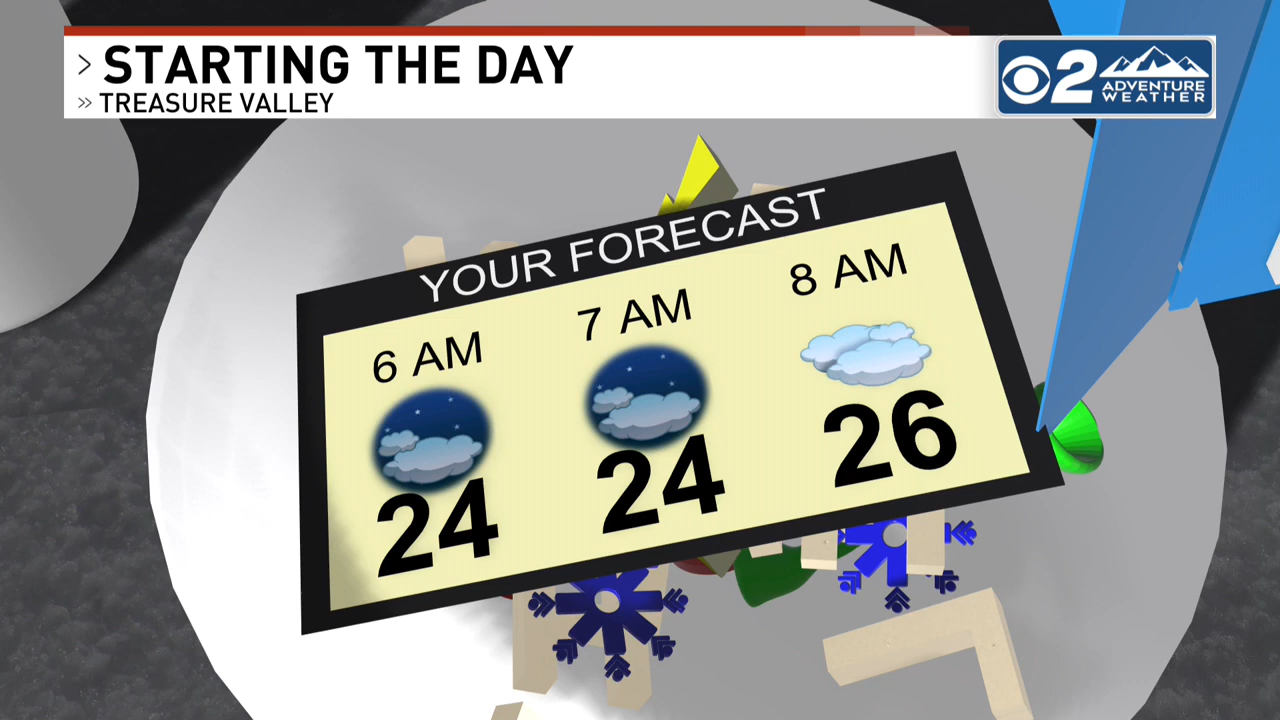 > STARTING THE DAY
» TREASURE VALLEY
2 ADVENTURE
WEATHER
YOUR FORECAST
6 AM 7 AM 8 AM
24 24 26